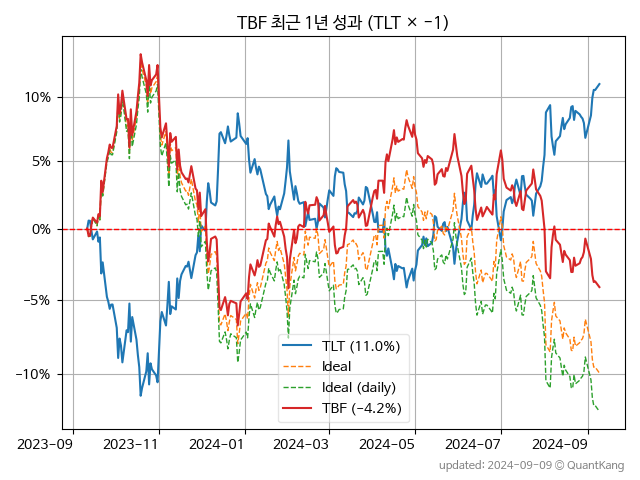 TBF 최근 1년 성과 (TLT × −1)
10%
5%
0%
−5%
−10%
TLT (11.0%)
Ideal
Ideal (daily)
TBF (−4.2%)
2023-09
2023-11
2024-01
2024-03
2024-05
2024-07
2024-09
updated: 2024-09-09 © QuantKang